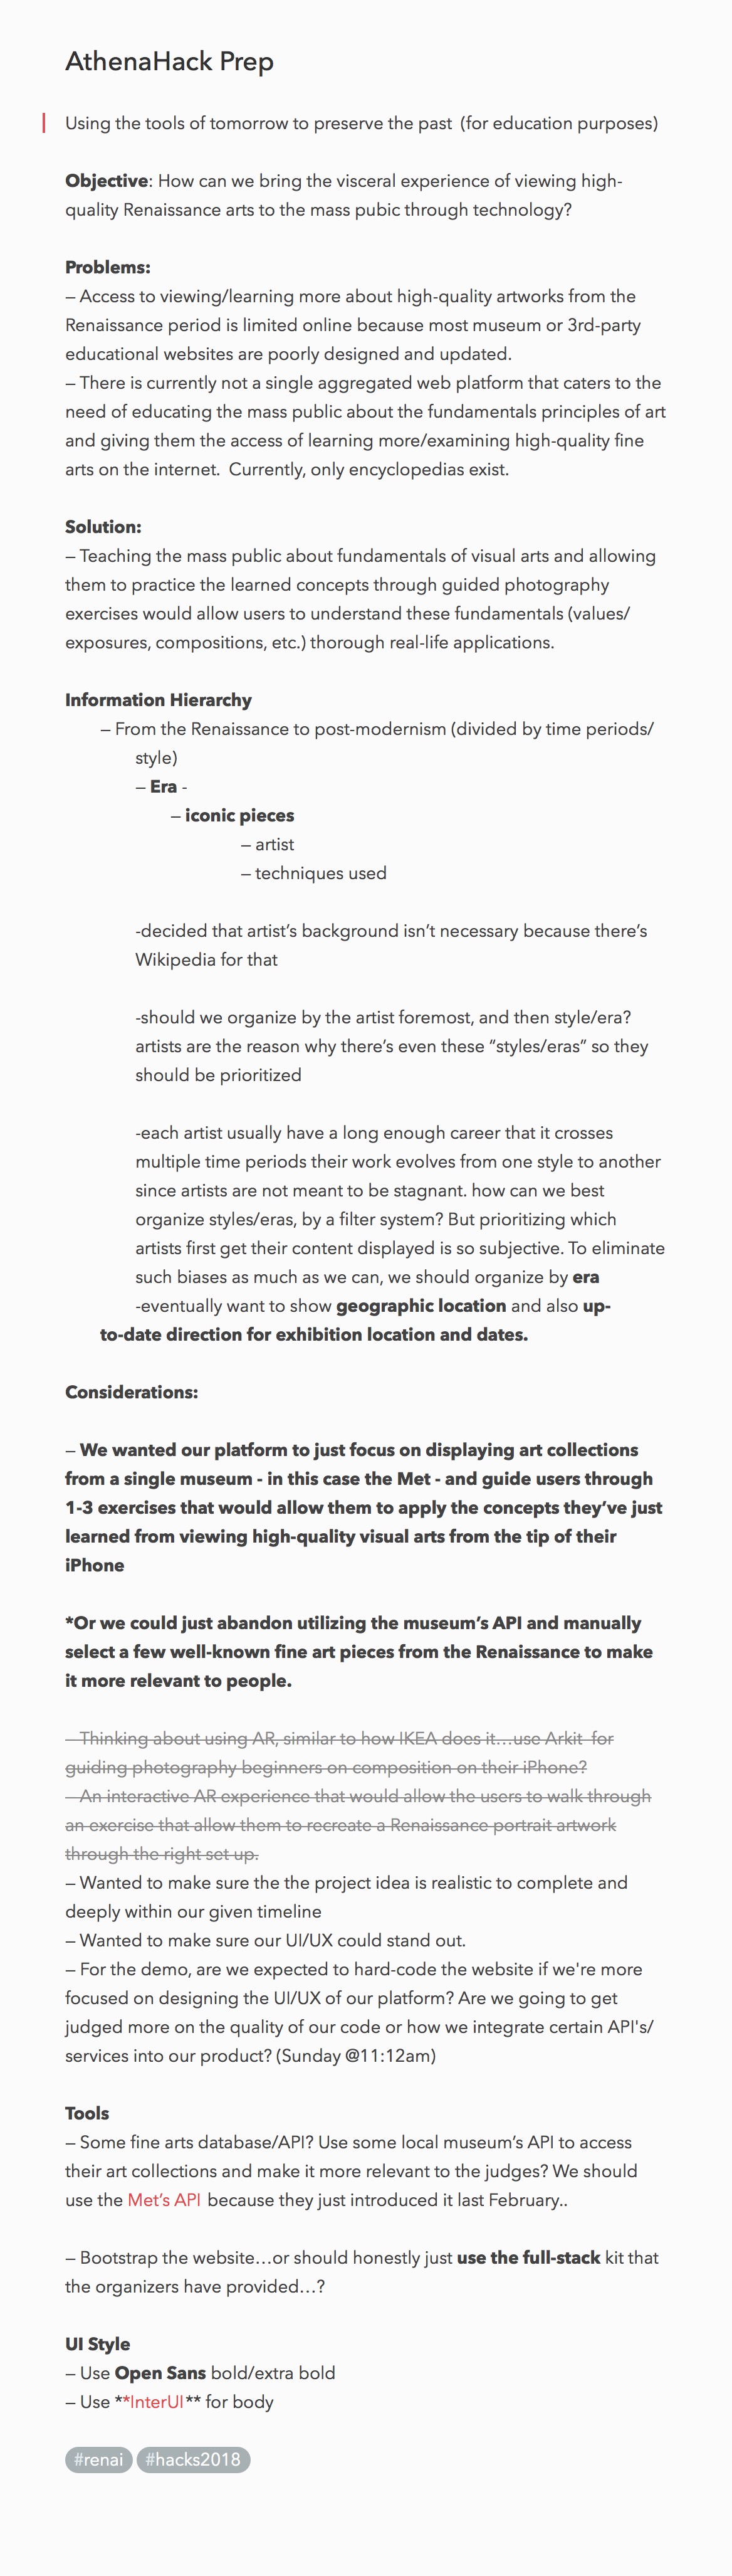 AthenaHack Prep
Using the tools of tomorrow to preserve the past  (for education purposes)
Objective: How can we bring the visceral experience of viewing high-
quality Renaissance arts to the mass pubic through technology?
Problems:
– Access to viewing/learning more about high-quality artworks from the
Renaissance period is limited online because most museum or 3rd-party
educational websites are poorly designed and updated.
– There is currently not a single aggregated web platform that caters to the
need of educating the mass public about the fundamentals principles of art
and giving them the access of learning more/examining high-quality fine
arts on the internet.  Currently, only encyclopedias exist.
Solution:
– Teaching the mass public about fundamentals of visual arts and allowing
them to practice the learned concepts through guided photography
exercises would allow users to understand these fundamentals (values/
exposures, compositions, etc.) thorough real-life applications.
Information Hierarchy
– From the Renaissance to post-modernism (divided by time periods/
style)
– Era -
– iconic pieces
– artist
– techniques used
-decided that artist’s background isn’t necessary because there’s
Wikipedia for that
-should we organize by the artist foremost, and then style/era?
artists are the reason why there’s even these “styles/eras” so they
should be prioritized
-each artist usually have a long enough career that it crosses
multiple time periods their work evolves from one style to another
since artists are not meant to be stagnant. how can we best
organize styles/eras, by a filter system? But prioritizing which
artists first get their content displayed is so subjective. To eliminate
such biases as much as we can, we should organize by era
-eventually want to show geographic location and also up-
to-date direction for exhibition location and dates.
Considerations:
– We wanted our platform to just focus on displaying art collections
from a single museum - in this case the Met - and guide users through
1-3 exercises that would allow them to apply the concepts they’ve just
learned from viewing high-quality visual arts from the tip of their
iPhone
*Or we could just abandon utilizing the museum’s API and manually
select a few well-known fine art pieces from the Renaissance to make
it more relevant to people.
– Thinking about using AR, similar to how IKEA does it…use Arkit  for
guiding photography beginners on composition on their iPhone?
– An interactive AR experience that would allow the users to walk through
an exercise that allow them to recreate a Renaissance portrait artwork
through the right set up.
– Wanted to make sure the the project idea is realistic to complete and
deeply within our given timeline
– Wanted to make sure our UI/UX could stand out.
– For the demo, are we expected to hard-code the website if we're more
focused on designing the UI/UX of our platform? Are we going to get
judged more on the quality of our code or how we integrate certain API's/
services into our product? (Sunday @11:12am)
Tools
– Some fine arts database/API? Use some local museum’s API to access
their art collections and make it more relevant to the judges? We should
use the Met’s API  because they just introduced it last February..
– Bootstrap the website…or should honestly just use the full-stack kit that
the organizers have provided…?
UI Style
– Use Open Sans bold/extra bold
– Use **InterUI** for body
#renai #hacks2018